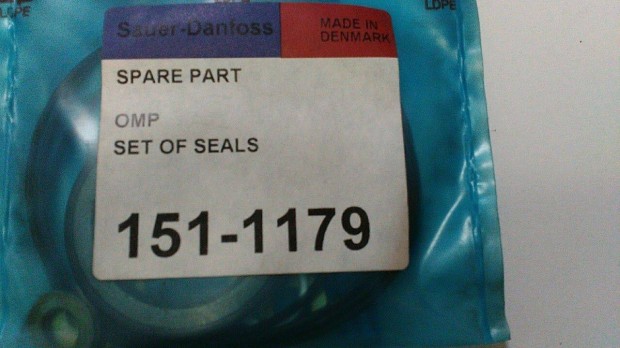 LDPE
LDPE
Sauer-Danfoss
MADE IN
DENMARK
SPARE PART
OMP
SET OF SEALS
151-1179